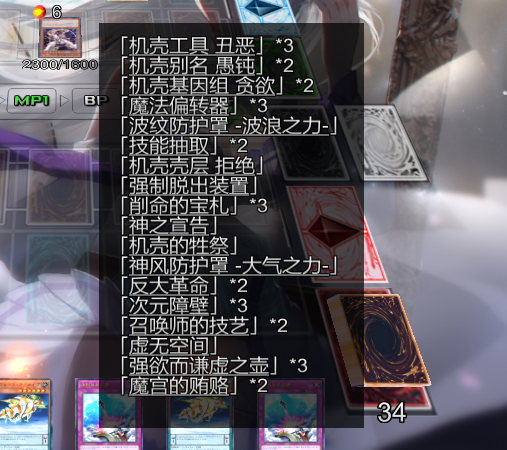 6
2300/1600
MP1
BP
「机壳工具 丑恶」*3
「机壳别名 愚钝」*2
「机壳基因组 贪欲」*2
「魔法偏转器」*3
「波纹防护罩 -波浪之力-」
「技能抽取」*2
「机壳壳层 拒绝」
「强制脱出装置」
「削命的宝札」*3
「神之宣告」
「机壳的牲祭」
「神风防护罩 -大气之力-」
「反大革命」*2
「次元障壁」*3
「召唤师的技艺」*2
「虚无空间」
「强欲而谦虚之壶」*3
「魔宫的贿赂」*2
34